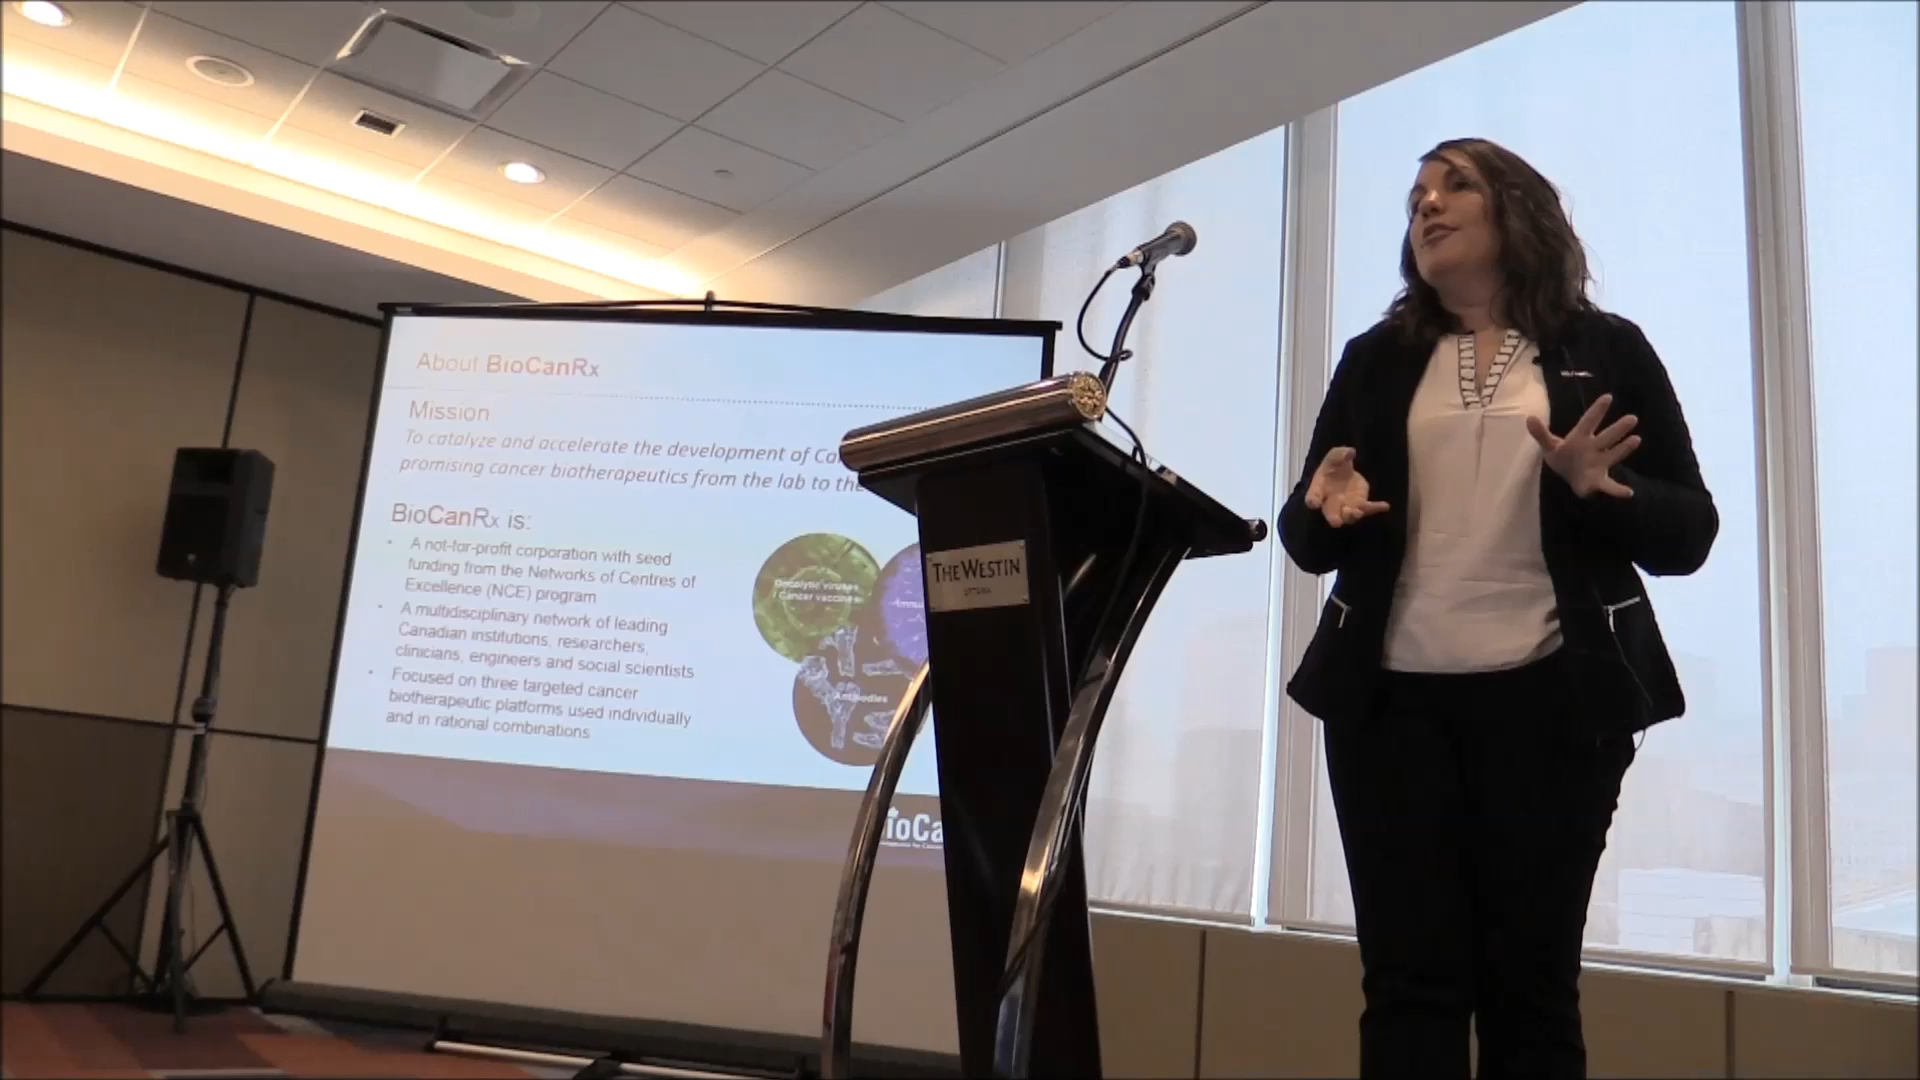 About BioCanRx
Mission
To catalyze and accelerate the development of
promising cancer biotherapeutics from the lab to the
BioCanRx is:
• A not-for-profit corporation with seed
funding from the Networks of Centres of
Excellence (NCE) program
• A multidisciplinary network of leading
Canadian institutions, researchers,
clinicians, engineers and social scientists
• Focused on three targeted cancer
biotherapeutic platforms used individually
and in rational combinations
Oncolytic viruses
/ Cancer vaccines
Antibodies
ioCa
THE WESTIN
OTTAWA